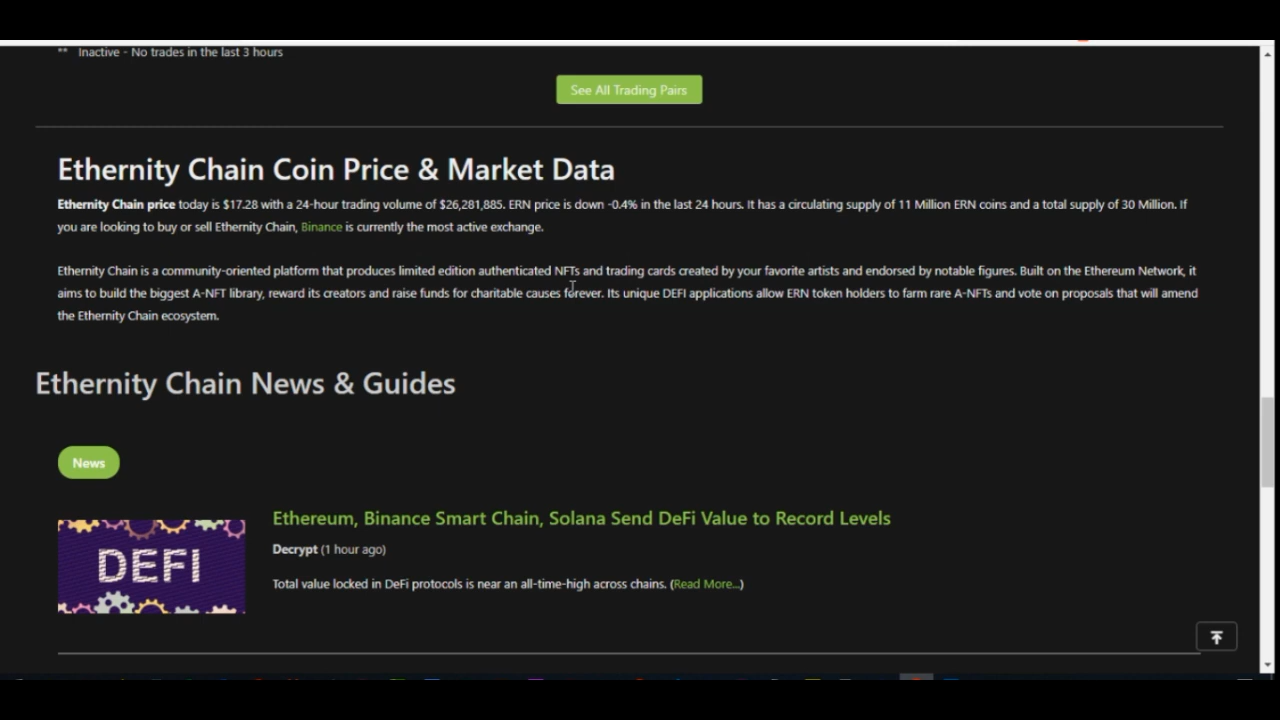 ** Inactive - No trades in the last 3 hours
See All Trading Pairs
Ethernity Chain Coin Price & Market Data
Ethernity Chain price today is $17.28 with a 24-hour trading volume of $26,281,885. ERN price is down -0.4% in the last 24 hours. It has a circulating supply of 11 Million ERN coins and a total supply of 30 Million. If
you are looking to buy or sell Ethernity Chain, Binance is currently the most active exchange.
Ethernity Chain is a community-oriented platform that produces limited edition authenticated NFTs and trading cards created by your favorite artists and endorsed by notable figures. Built on the Ethereum Network, it
aims to build the biggest A-NFT library, reward its creators and raise funds for charitable causes forever. Its unique DEFI applications allow ERN token holders to farm rare A-NFTs and vote on proposals that will amend
the Ethernity Chain ecosystem.
Ethernity Chain News & Guides
News
Ethereum, Binance Smart Chain, Solana Send DeFi Value to Record Levels
Decrypt (1 hour ago)
DEFI
Total value locked in DeFi protocols is near an all-time-high across chains. (Read More...)